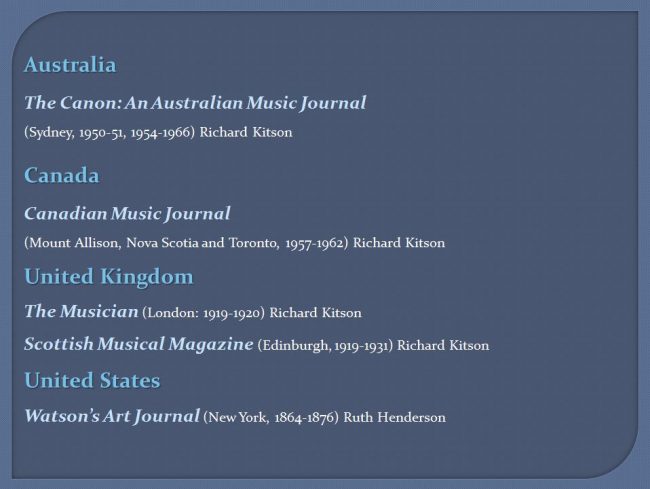 Australia
The Canon: An Australian Music Journal
(Sydney, 1950-51, 1954-1966) Richard Kitson
Canada
Canadian Music Journal
(Mount Allison, Nova Scotia and Toronto, 1957-1962) Richard Kitson
United Kingdom
The Musician (London: 1919-1920) Richard Kitson
Scottish Musical Magazine (Edinburgh, 1919-1931) Richard Kitson
United States
Watson's Art Journal (New York, 1864-1876) Ruth Henderson